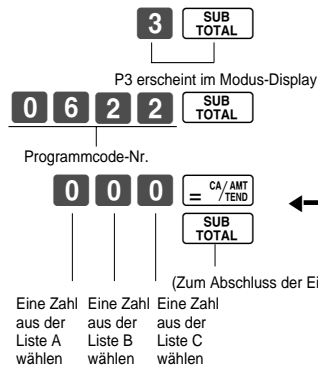 3 SUB TOTAL
P3 erscheint im Modus-Display
0 6 2 2 SUB TOTAL
Programmcode-Nr.
0 0 0 = CA/AMT /TEND
SUB TOTAL
(Zum Abschluss der Ei
Eine Zahl aus der Liste A wählen
Eine Zahl aus der Liste B wählen
Eine Zahl aus der Liste C wählen